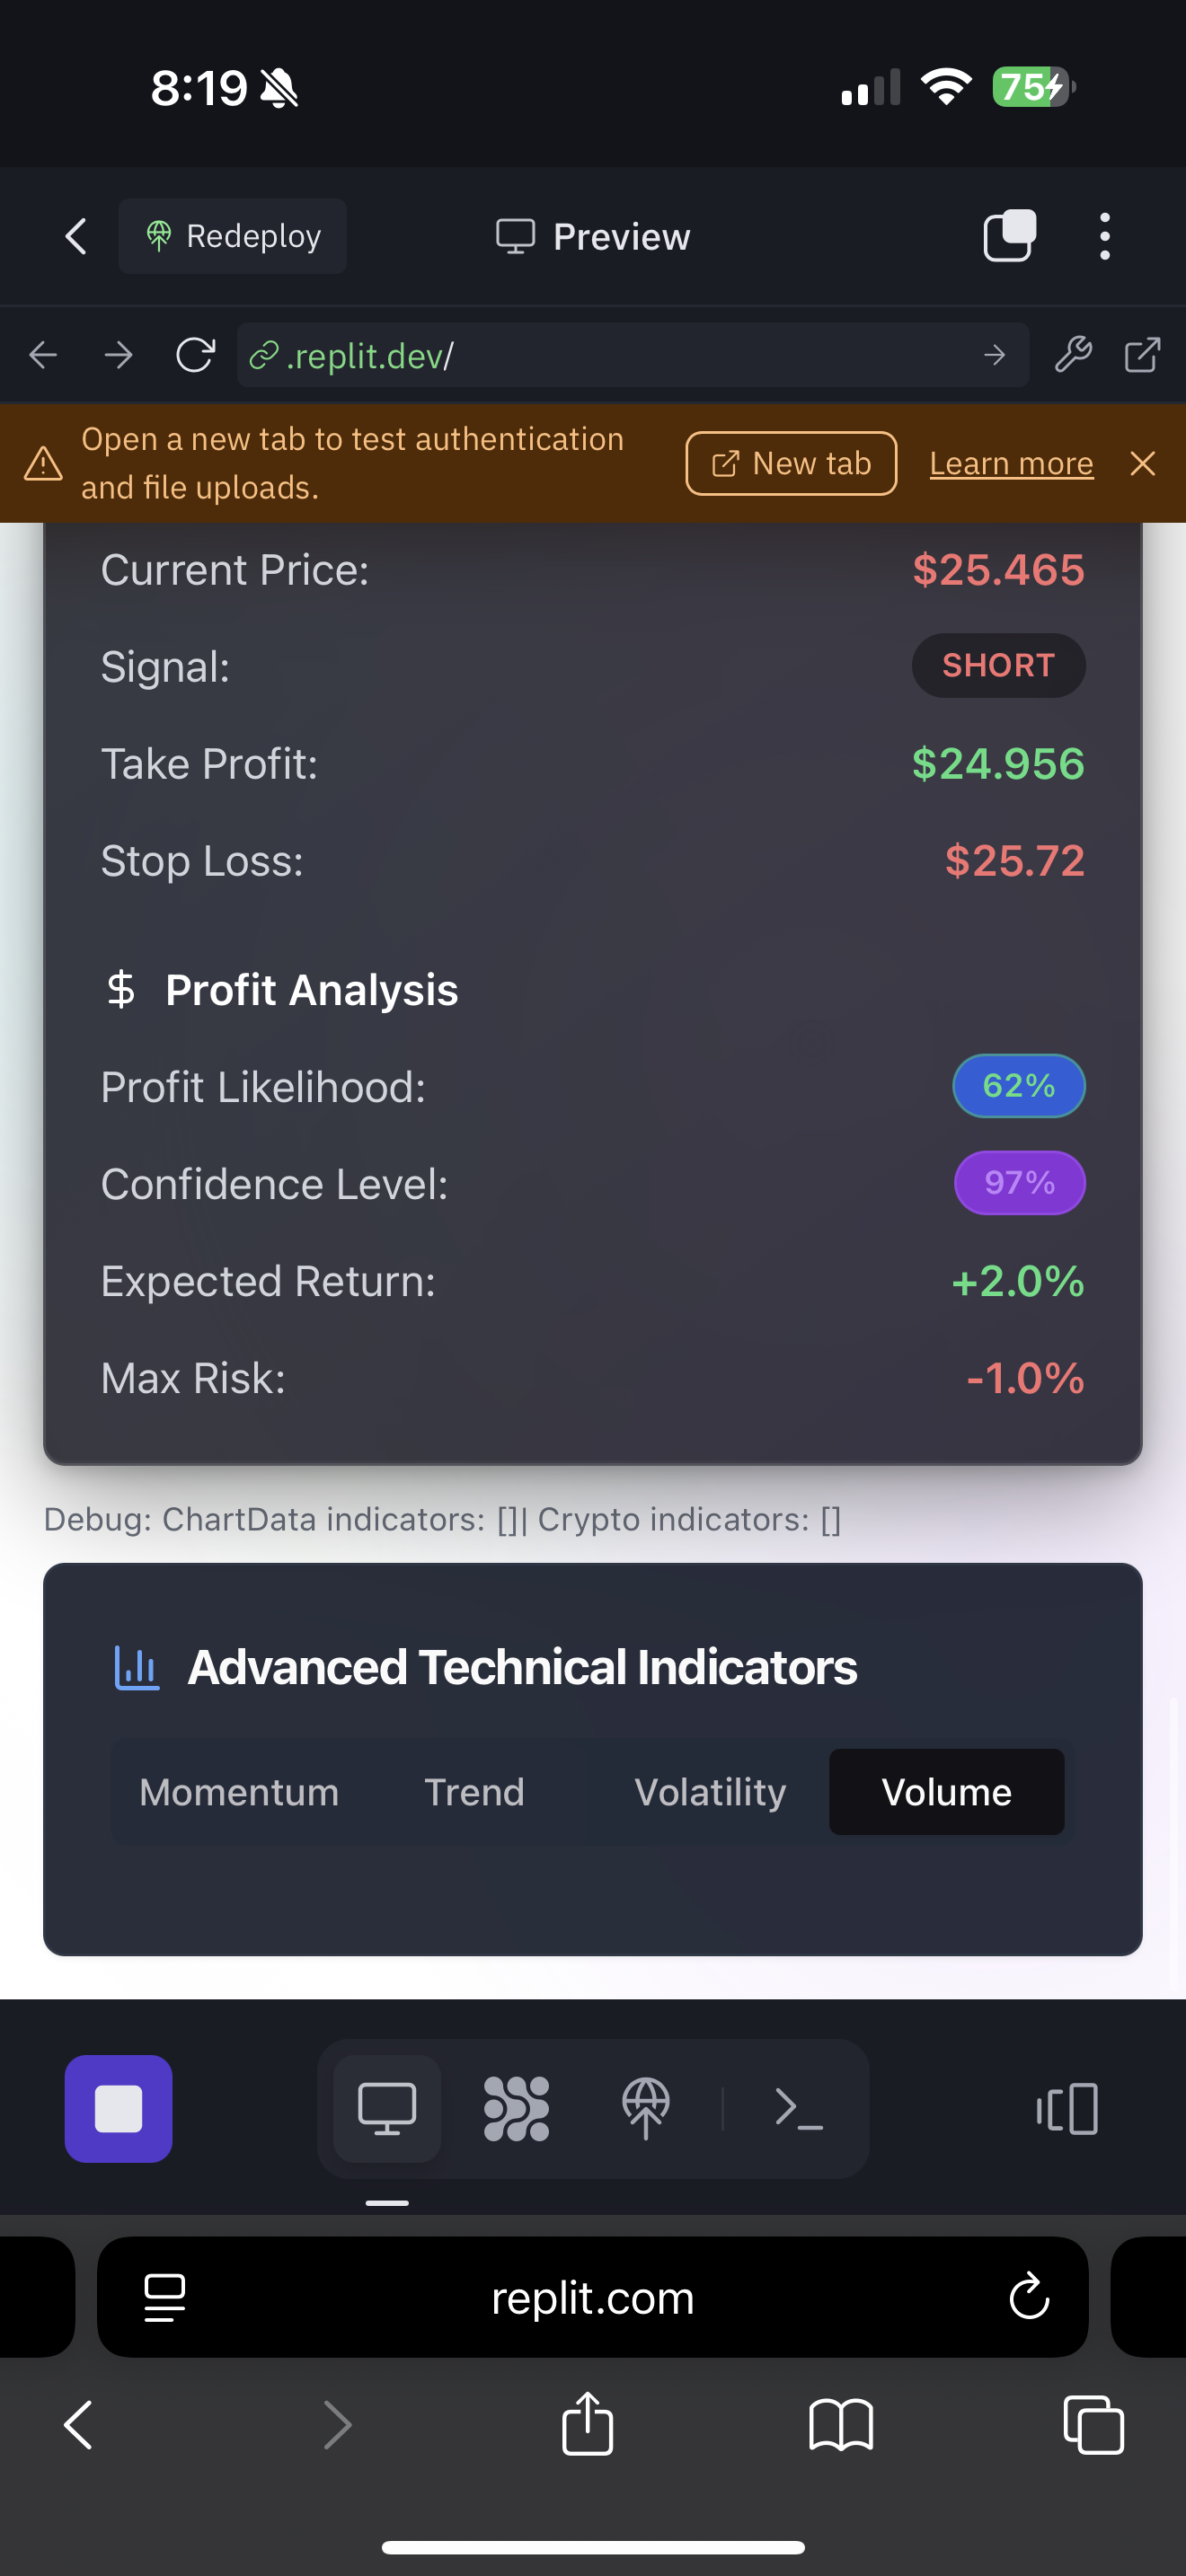 8:19
75
Redeploy
Preview
.replit.dev/
Open a new tab to test authentication
and file uploads.
New tab
Learn more
Current Price:
$25.465
Signal:
SHORT
Take Profit:
$24.956
Stop Loss:
$25.72
$ Profit Analysis
Profit Likelihood:
62%
Confidence Level:
97%
Expected Return:
+2.0%
Max Risk:
-1.0%
Debug: ChartData indicators: []| Crypto indicators: []
Advanced Technical Indicators
Momentum
Trend
Volatility
Volume
replit.com